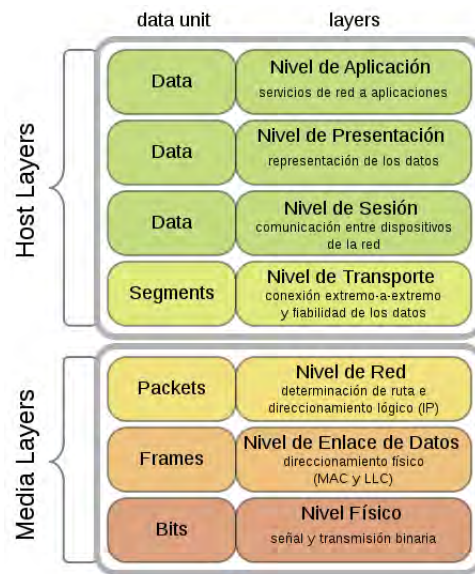 data unit layers
Host Layers
Data
Nivel de Aplicación
servicios de red a aplicaciones
Data
Nivel de Presentación
representación de los datos
Data
Nivel de Sesión
comunicación entre dispositivos
de la red
Segments
Nivel de Transporte
conexión extremo-a-extremo
y fiabilidad de los datos
Media Layers
Packets
Nivel de Red
determinación de ruta e
direccionamiento lógico (IP)
Frames
Nivel de Enlace de Datos
direccionamiento físico
(MAC y LLC)
Bits
Nivel Físico
señal y transmisión binaria